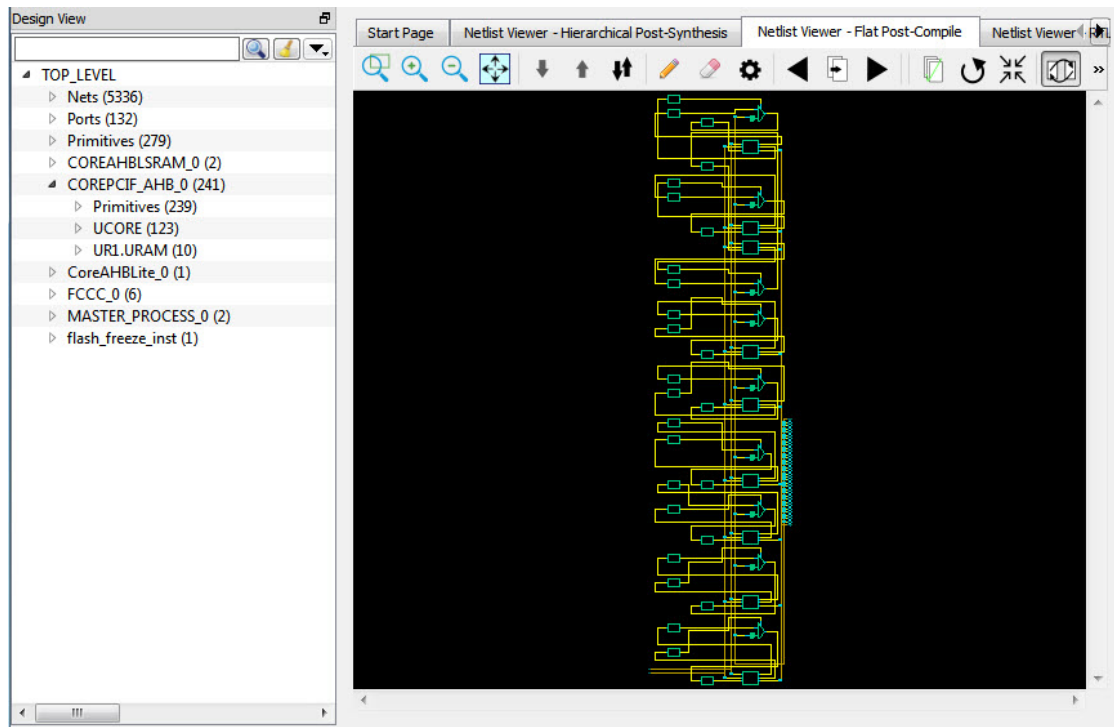 Design View
TOP_LEVEL
Nets (5336)
Ports (132)
Primitives (279)
COREAHBLSRAM_0 (2)
COREPCIF_AHB_0 (241)
Primitives (239)
UCORE (123)
UR1.URAM (10)
CoreAHBLite_0 (1)
FCCC_0 (6)
MASTER_PROCESS_0 (2)
flash_freeze_inst (1)
Start Page
Netlist Viewer - Hierarchical Post-Synthesis
Netlist Viewer - Flat Post-Compile
Netlist Viewer